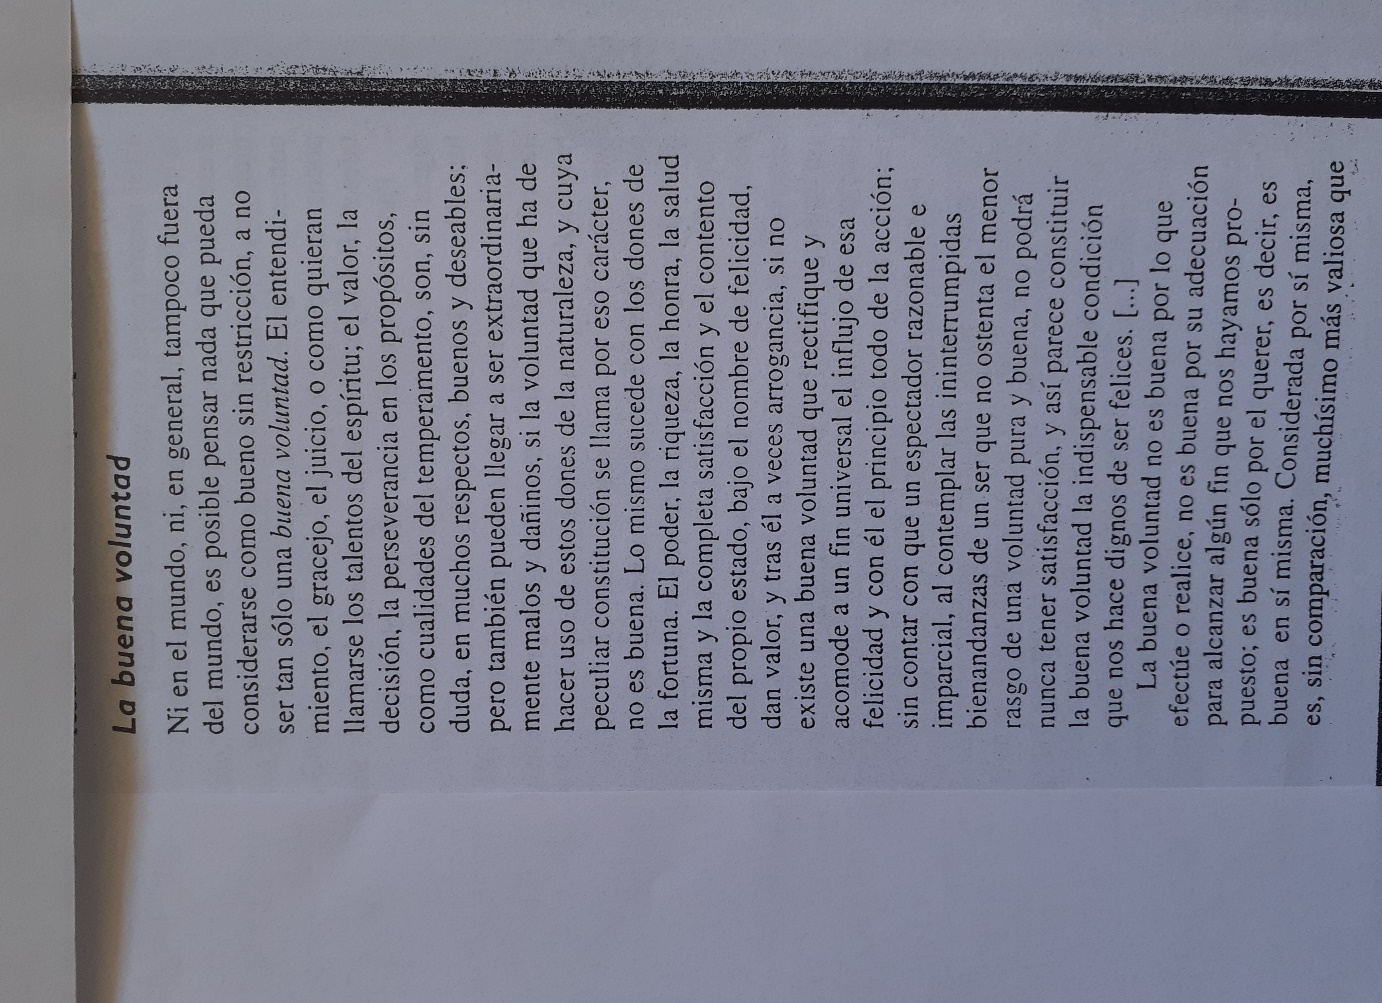 La buena voluntad
Ni en el mundo, ni, en general, tampoco fuera
del mundo, es posible pensar nada que pueda
considerarse como bueno sin restricción, a no
ser tan sólo una buena voluntad. El entendi-
miento, el gracejo, el juicio, o como quieran
llamarse los talentos del espíritu; el valor, la
decisión, la perseverancia en los propósitos,
como cualidades del temperamento, son, sin
duda, en muchos respectos, buenos y deseables;
pero también pueden llegar a ser extraordinaria-
mente malos y dañinos, si la voluntad que ha de
hacer uso de estos dones de la naturaleza, y cuya
peculiar constitución se llama por eso carácter,
no es buena. Lo mismo sucede con los dones de
la fortuna. El poder, la riqueza, la honra, la salud
misma y la completa satisfacción y el contento
del propio estado, bajo el nombre de felicidad,
dan valor, y tras él a veces arrogancia, si no
existe una buena voluntad que rectifique y
acomode a un fin universal el influjo de esa
felicidad y con él el principio todo de la acción;
sin contar con que un espectador razonable e
imparcial, al contemplar las ininterrumpidas
bienandanzas de un ser que no ostenta el menor
rasgo de una voluntad pura y buena, no podrá
nunca tener satisfacción, y así parece constituir
la buena voluntad la indispensable condición
que nos hace dignos de ser felices. [...]
La buena voluntad no es buena por lo que
efectúe o realice, no es buena por su adecuación
para alcanzar algún fin que nos hayamos pro-
puesto; es buena sólo por el querer, es decir, es
buena en sí misma. Considerada por sí misma,
es, sin comparación, muchísimo más valiosa que